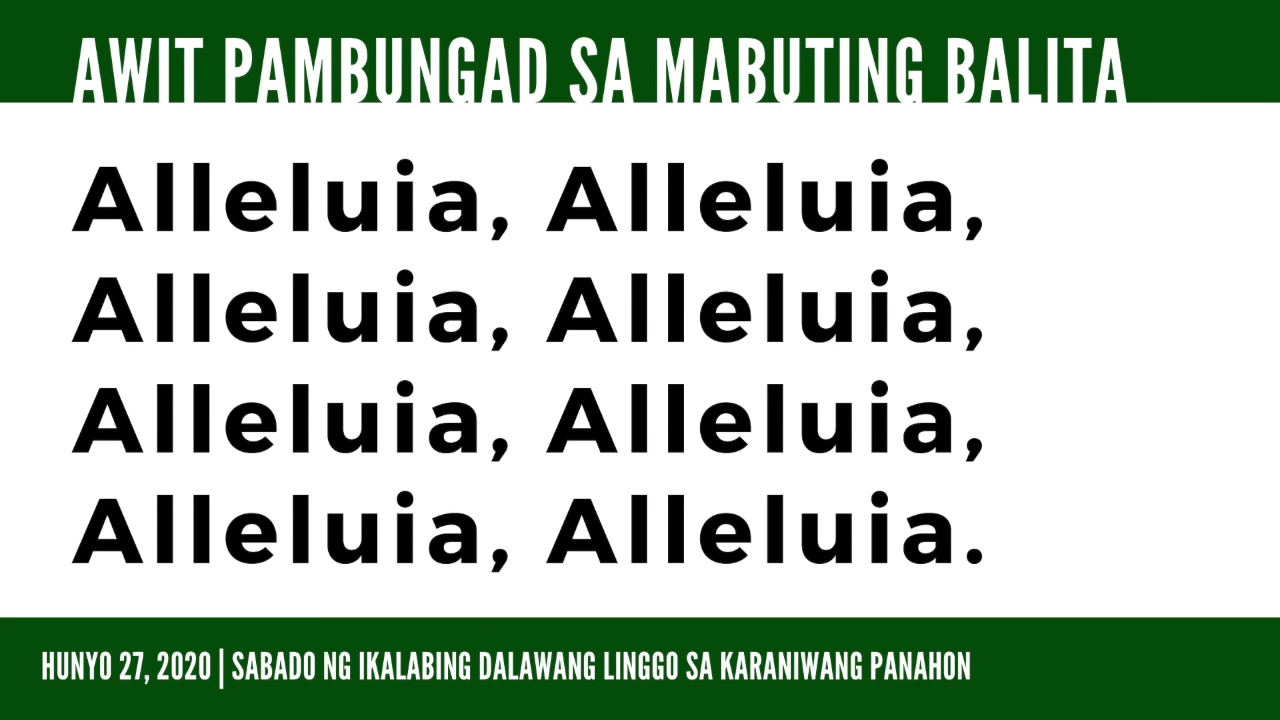 AWIT PAMBUNGAD SA MABUTING BALITA
Alleluia, Alleluia,
Alleluia, Alleluia,
Alleluia, Alleluia,
Alleluia, Alleluia.
HUNYO 27, 2020 | SABADO NG IKALABING DALAWANG LINGGO SA KARANIWANG PANAHON